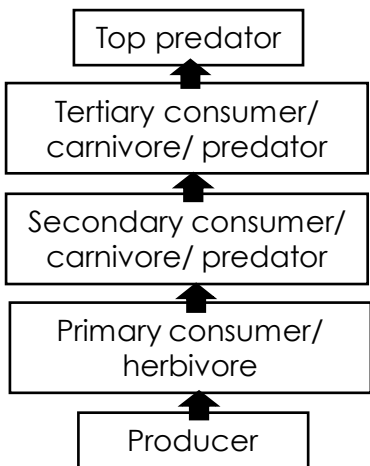 Top predator
Tertiary consumer/
carnivore/ predator
Secondary consumer/
carnivore/ predator
Primary consumer/
herbivore
Producer